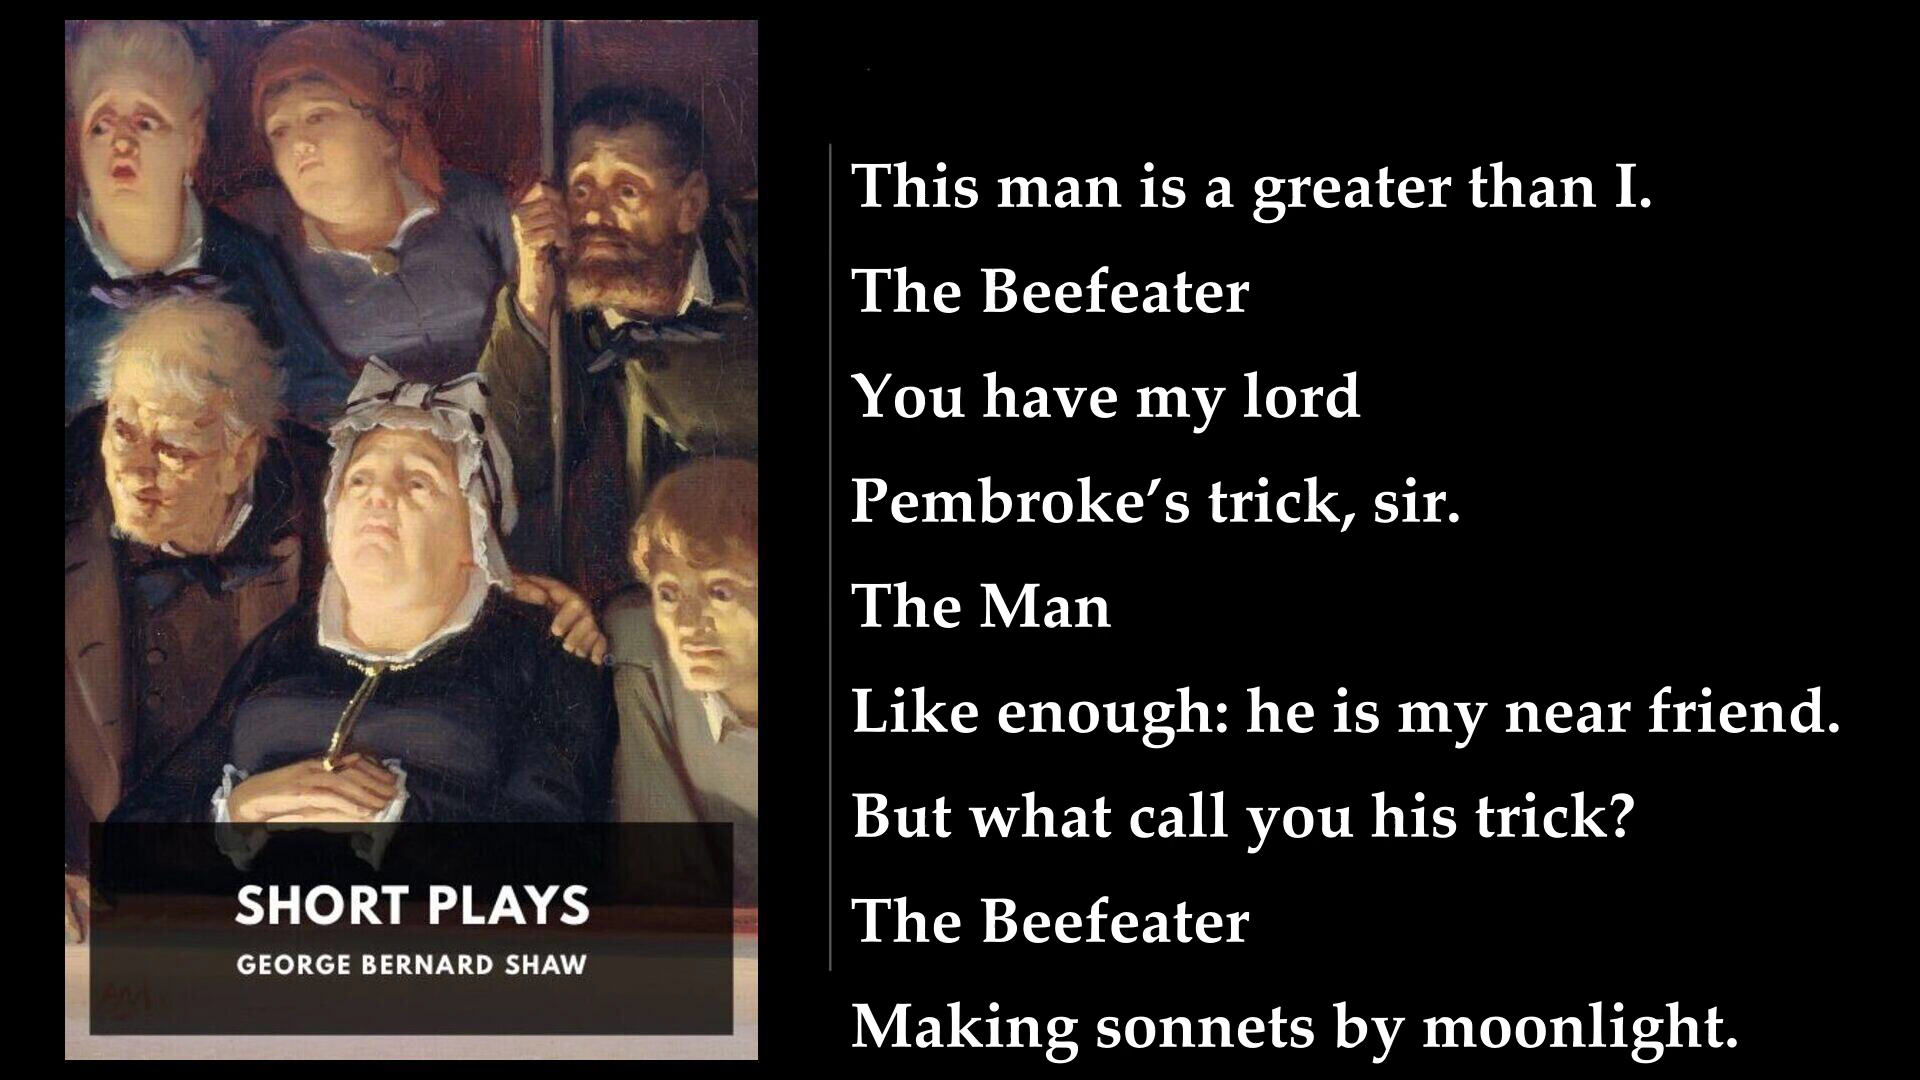 This man is a greater than I.
The Beefeater
You have my lord
Pembroke’s trick, sir.
The Man
Like enough: he is my near friend.
But what call you his trick?
The Beefeater
Making sonnets by moonlight.
SHORT PLAYS
GEORGE BERNARD SHAW